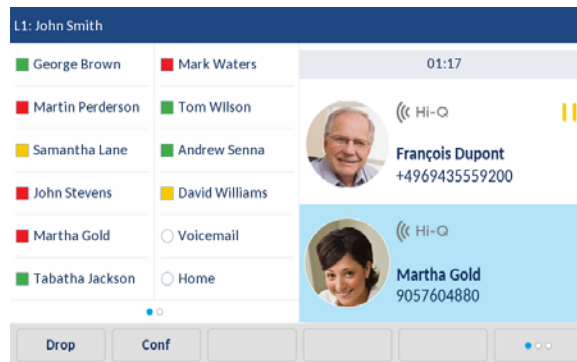 L1: John Smith
George Brown
Mark Waters
Martin Perderson
Tom WIlson
Samantha Lane
Andrew Senna
John Stevens
David Williams
Martha Gold
Voicemail
Tabatha Jackson
Home
01:17
Hi-Q
François Dupont
+4969435559200
Hi-Q
Martha Gold
9057604880
Drop
Conf